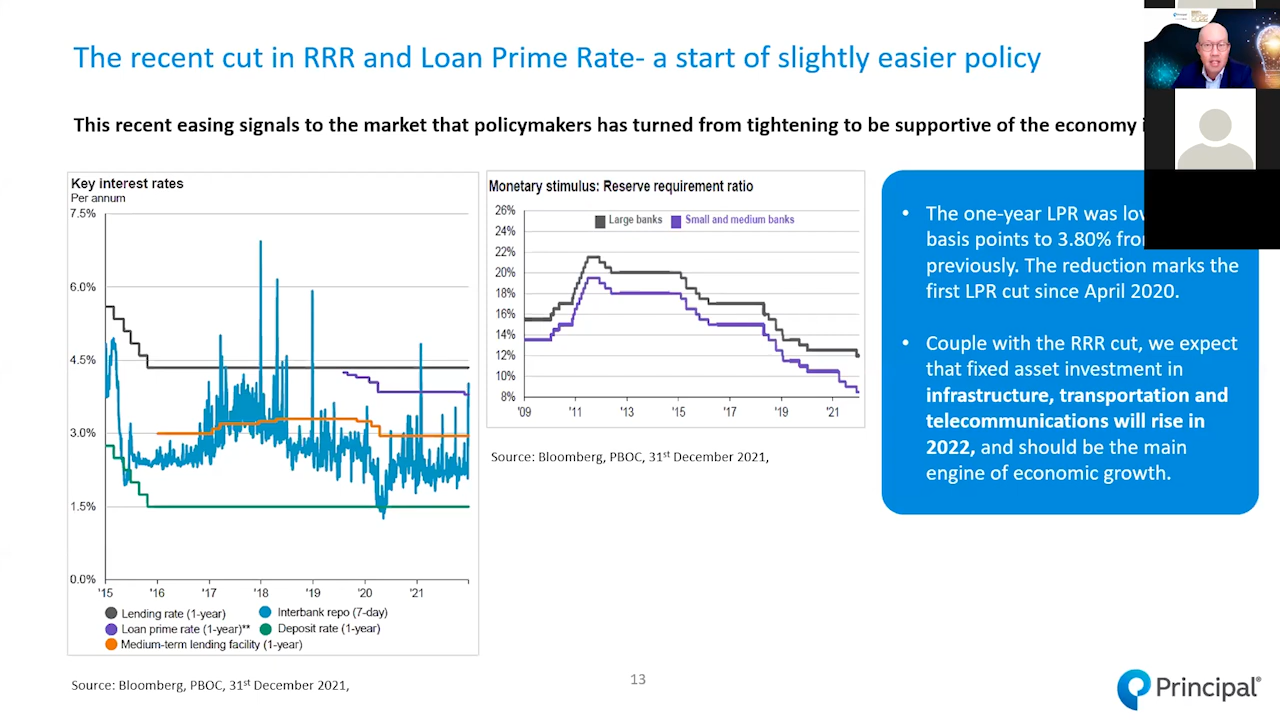 The recent cut in RRR and Loan Prime Rate- a start of slightly easier policy
This recent easing signals to the market that policymakers has turned from tightening to be supportive of the economy
Key interest rates
Per annum
7.5%
6.0%
4.5%
3.0%
1.5%
0.0%
'15 '16 '17 '18 '19 '20 '21
Lending rate (1-year) Interbank repo (7-day)
Loan prime rate (1-year)** Deposit rate (1-year)
Medium-term lending facility (1-year)
Source: Bloomberg, PBOC, 31st December 2021,
Monetary stimulus: Reserve requirement ratio
26%
Large banks Small and medium banks
24%
22%
20%
18%
16%
14%
12%
10%
8%
'09 '11 '13 '15 '17 '19 '21
Source: Bloomberg, PBOC, 31st December 2021,
• The one-year LPR was
basis points to 3.80%
previously. The reduction marks the
first LPR cut since April 2020.
• Couple with the RRR cut, we expect
that fixed asset investment in
infrastructure, transportation and
telecommunications will rise in
2022, and should be the main
engine of economic growth.
13
Principal®